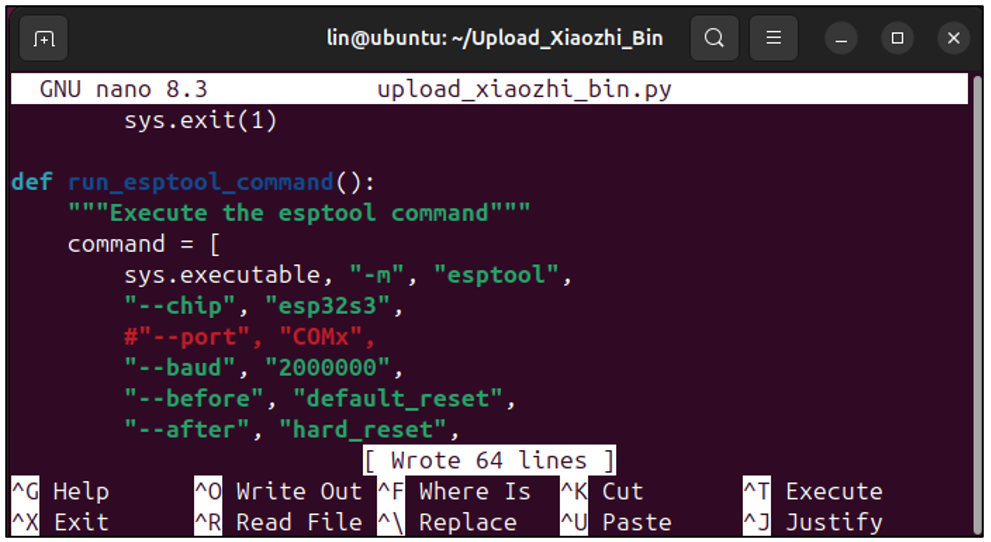 lin@ubuntu: ~/Upload_Xiaozhi_Bin
GNU nano 8.3 upload_xiaozhi_bin.py
sys.exit(1)
def run_esptool_command():
"""Execute the esptool command"""
command = [
sys.executable, "-m", "esptool",
"--chip", "esp32s3",
#"--port", "COMx",
"--baud", "2000000",
"--before", "default_reset",
"--after", "hard_reset",
[ Wrote 64 lines ]
^G Help ^O Write Out ^F Where Is ^K Cut ^T Execute
^X Exit ^R Read File ^\ Replace ^U Paste ^J Justify